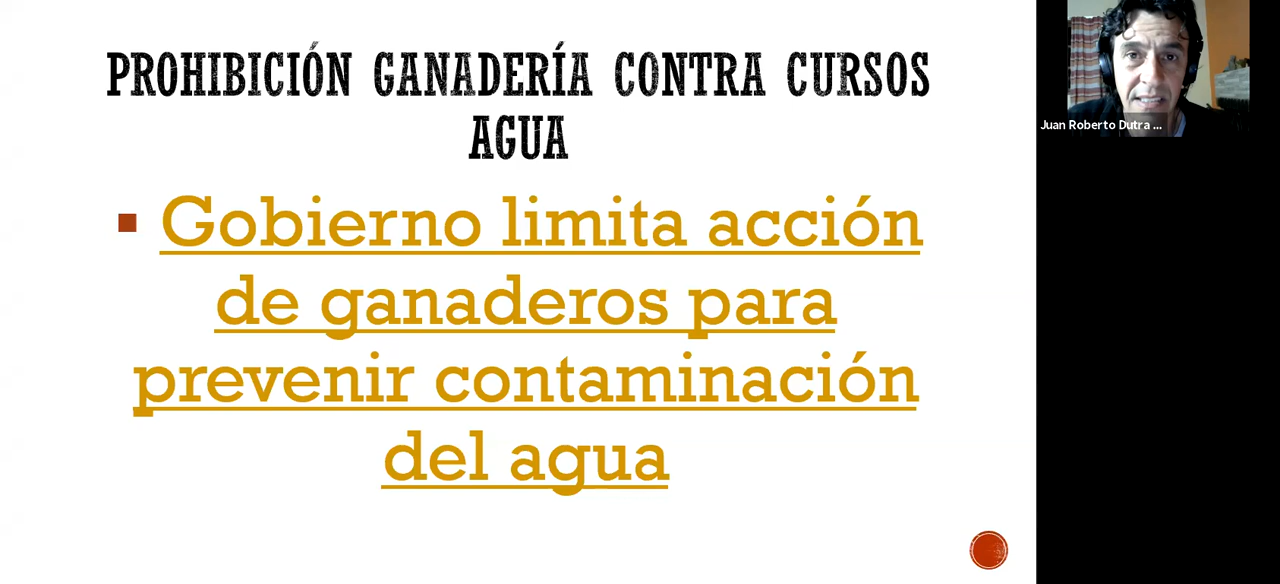 PROHIBICIÓN GANADERÍA CONTRA CURSOS
AGUA
Gobierno limita acción
de ganaderos para
prevenir contaminación
del agua
Juan Roberto Dutra ...